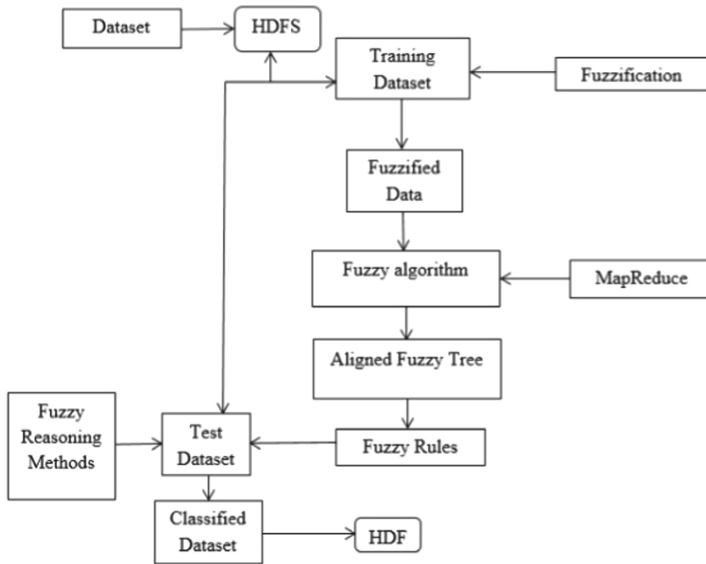 Dataset
HDFS
Training
Dataset
Fuzzification
Fuzzified
Data
Fuzzy algorithm
MapReduce
Aligned Fuzzy Tree
Fuzzy
Reasoning
Methods
Test
Dataset
Fuzzy Rules
Classified
Dataset
HDF